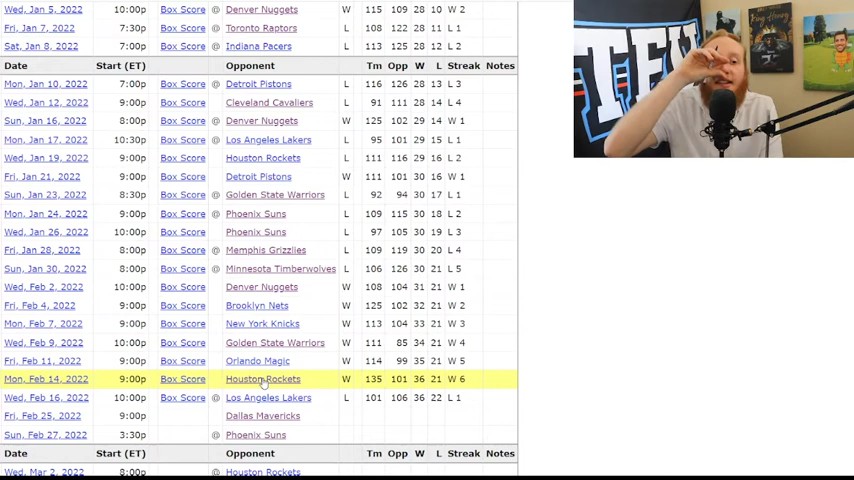 Wed, Jan 5, 2022 10:00p Box Score @ Denver Nuggets W 115 109 28 10 W 2
Fri, Jan 7, 2022 7:30p Box Score @ Toronto Raptors L 108 122 28 11 L 1
Sat, Jan 8, 2022 7:00p Box Score @ Indiana Pacers L 113 125 28 12 L 2
Date Start (ET) Opponent Tm Opp W L Streak Notes
Mon, Jan 10, 2022 7:00p Box Score @ Detroit Pistons L 116 126 28 13 L 3
Wed, Jan 12, 2022 9:00p Box Score Cleveland Cavaliers L 91 111 28 14 L 4
Sun, Jan 16, 2022 8:00p Box Score @ Denver Nuggets W 125 102 29 14 W 1
Mon, Jan 17, 2022 10:30p Box Score @ Los Angeles Lakers L 95 101 29 15 L 1
Wed, Jan 19, 2022 9:00p Box Score Houston Rockets L 111 116 29 16 L 2
Fri, Jan 21, 2022 9:00p Box Score Detroit Pistons W 111 101 30 16 W 1
Sun, Jan 23, 2022 8:30p Box Score @ Golden State Warriors L 92 94 30 17 L 1
Mon, Jan 24, 2022 9:00p Box Score @ Phoenix Suns L 109 115 30 18 L 2
Wed, Jan 26, 2022 10:00p Box Score Phoenix Suns L 97 105 30 19 L 3
Fri, Jan 28, 2022 8:00p Box Score @ Memphis Grizzlies L 109 119 30 20 L 4
Sun, Jan 30, 2022 8:00p Box Score @ Minnesota Timberwolves L 106 126 30 21 L 5
Wed, Feb 2, 2022 10:00p Box Score Denver Nuggets W 108 104 31 21 W 1
Fri, Feb 4, 2022 9:00p Box Score Brooklyn Nets W 125 102 32 21 W 2
Mon, Feb 7, 2022 9:00p Box Score New York Knicks W 113 104 33 21 W 3
Wed, Feb 9, 2022 10:00p Box Score Golden State Warriors W 111 85 34 21 W 4
Fri, Feb 11, 2022 9:00p Box Score Orlando Magic W 114 99 35 21 W 5
Mon, Feb 14, 2022 9:00p Box Score Houston Rockets W 135 101 36 21 W 6
Wed, Feb 16, 2022 10:00p Box Score @ Los Angeles Lakers L 101 106 36 22 L 1
Fri, Feb 25, 2022 9:00p Dallas Mavericks
Sun, Feb 27, 2022 3:30p @ Phoenix Suns
Date Start (ET) Opponent Tm Opp W L Streak Notes
Wed, Mar 2, 2022 8:00p @ Houston Rockets
King Henry